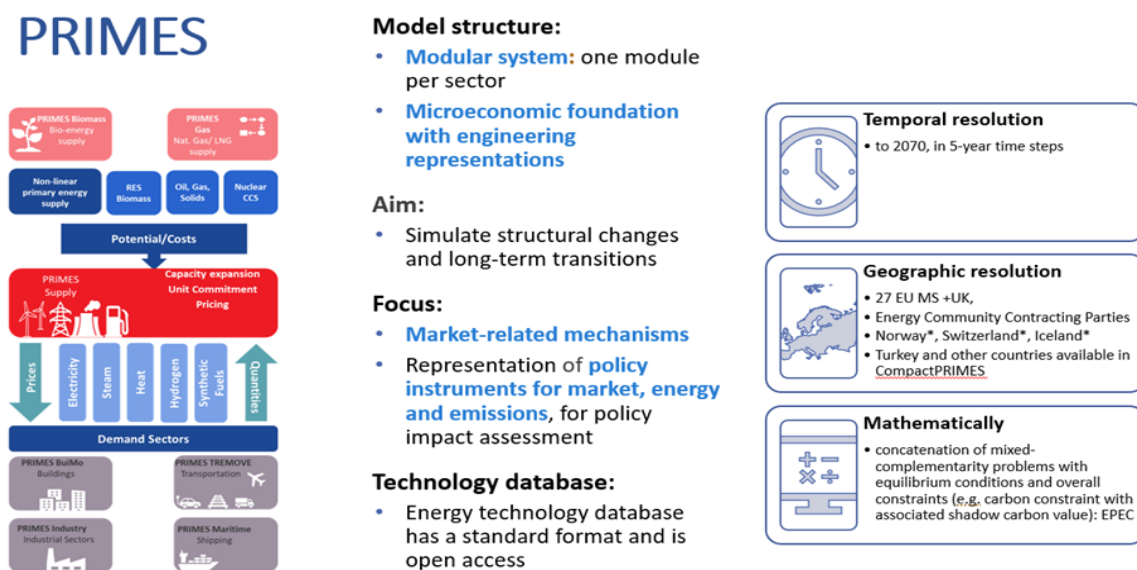 PRIMES
PRIMES Biomass
Bio-energy
supply
PRIMES
Gas
Nat. Gas/ LNG
supply
Non-linear
primary energy
supply
RES
Biomass
Oil, Gas,
Solids
Nuclear
CCS
Potential/Costs
PRIMES
Supply
Capacity expansion
Unit Commitment
Pricing
Prices
Electricity
Steam
Heat
Hydrogen
Synthetic
Fuels
Quantities
Demand Sectors
PRIMES BuiMo
Buildings
PRIMES TREMOVE
Transportation
PRIMES Industry
Industrial Sectors
PRIMES Maritime
Shipping
Model structure:
• Modular system: one module
per sector
• Microeconomic foundation
with engineering
representations
Aim:
• Simulate structural changes
and long-term transitions
Focus:
• Market-related mechanisms
• Representation of policy
instruments for market, energy
and emissions, for policy
impact assessment
Technology database:
• Energy technology database
has a standard format and is
open access
Temporal resolution
• to 2070, in 5-year time steps
Geographic resolution
• 27 EU MS +UK,
• Energy Community Contracting Parties
• Norway*, Switzerland*, Iceland*
• Turkey and other countries available in
CompactPRIMES
Mathematically
• concatenation of mixed-
complementarity problems with
equilibrium conditions and overall
constraints (e.g. carbon constraint with
associated shadow carbon value): EPEC